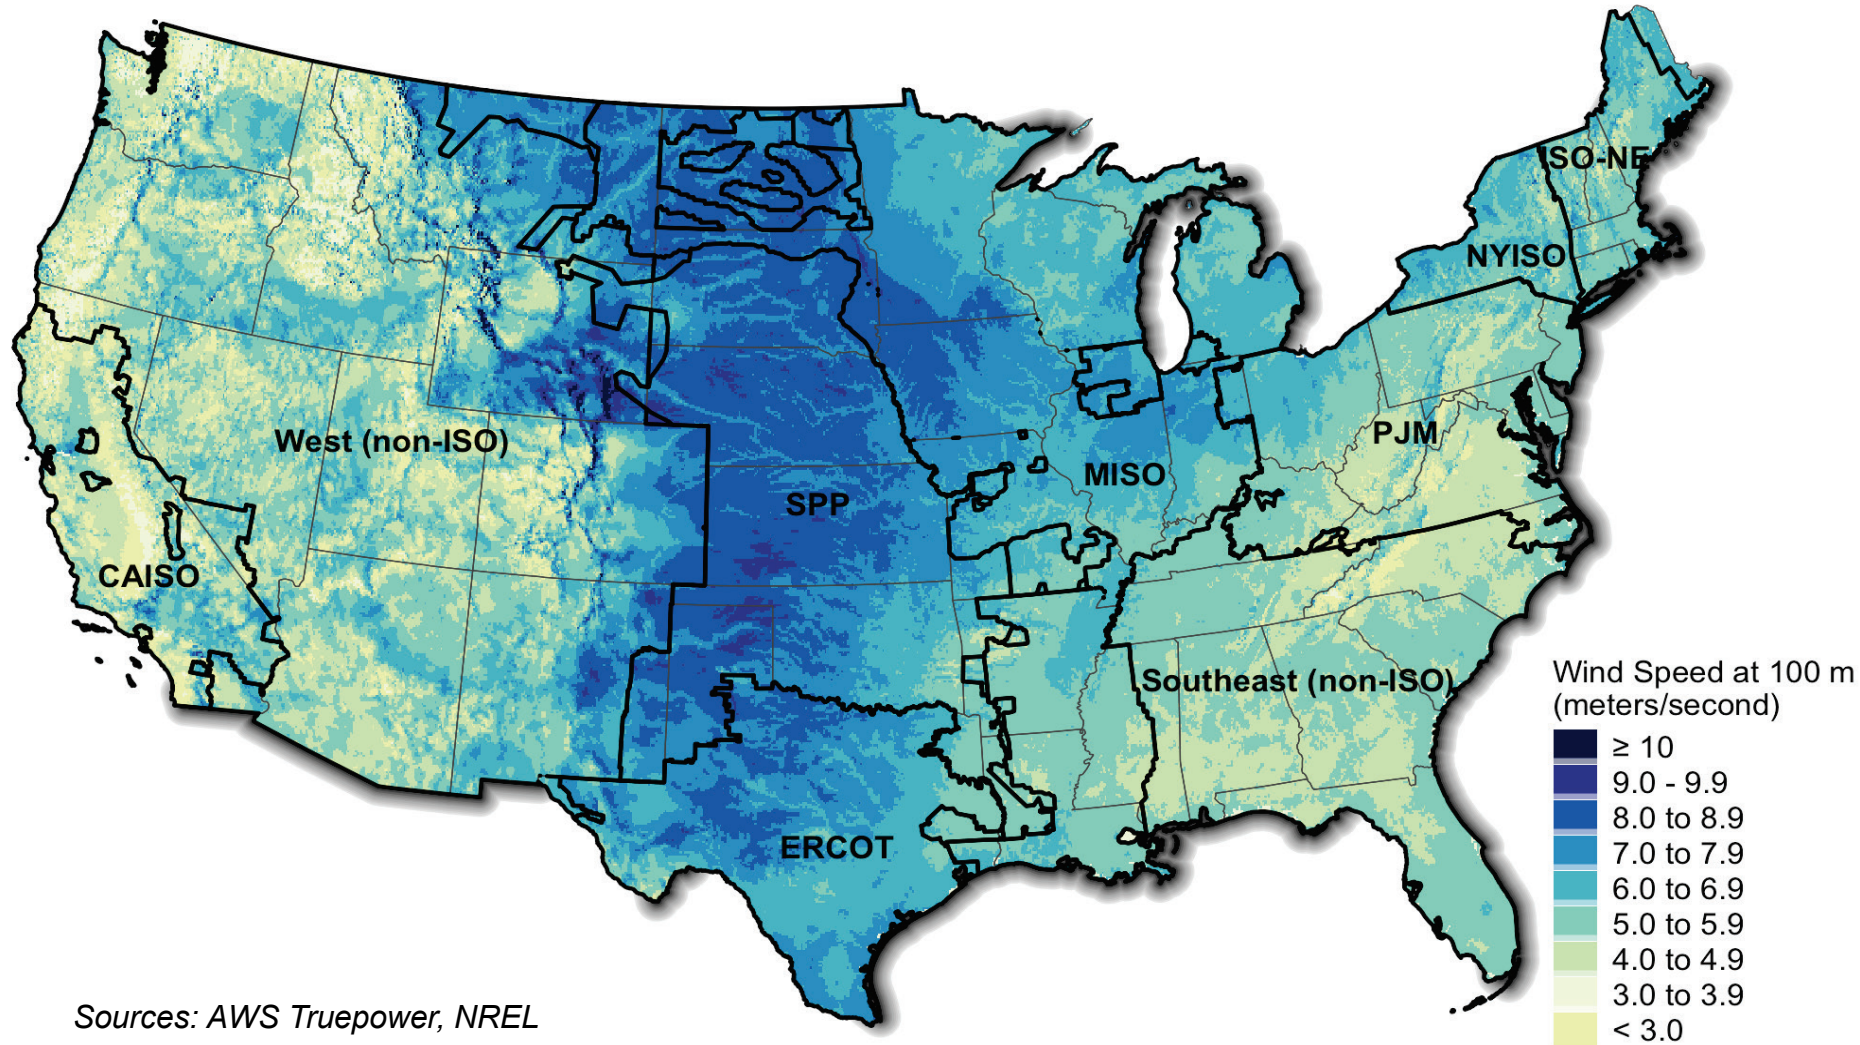 ISO-NE
NYISO
PJM
West (non-ISO)
MISO
SPP
CAISO
Southeast (non-ISO)
ERCOT
Wind Speed at 100 m
(meters/second)
≥ 10
9.0 - 9.9
8.0 to 8.9
7.0 to 7.9
6.0 to 6.9
5.0 to 5.9
4.0 to 4.9
3.0 to 3.9
< 3.0
Sources: AWS Truepower, NREL